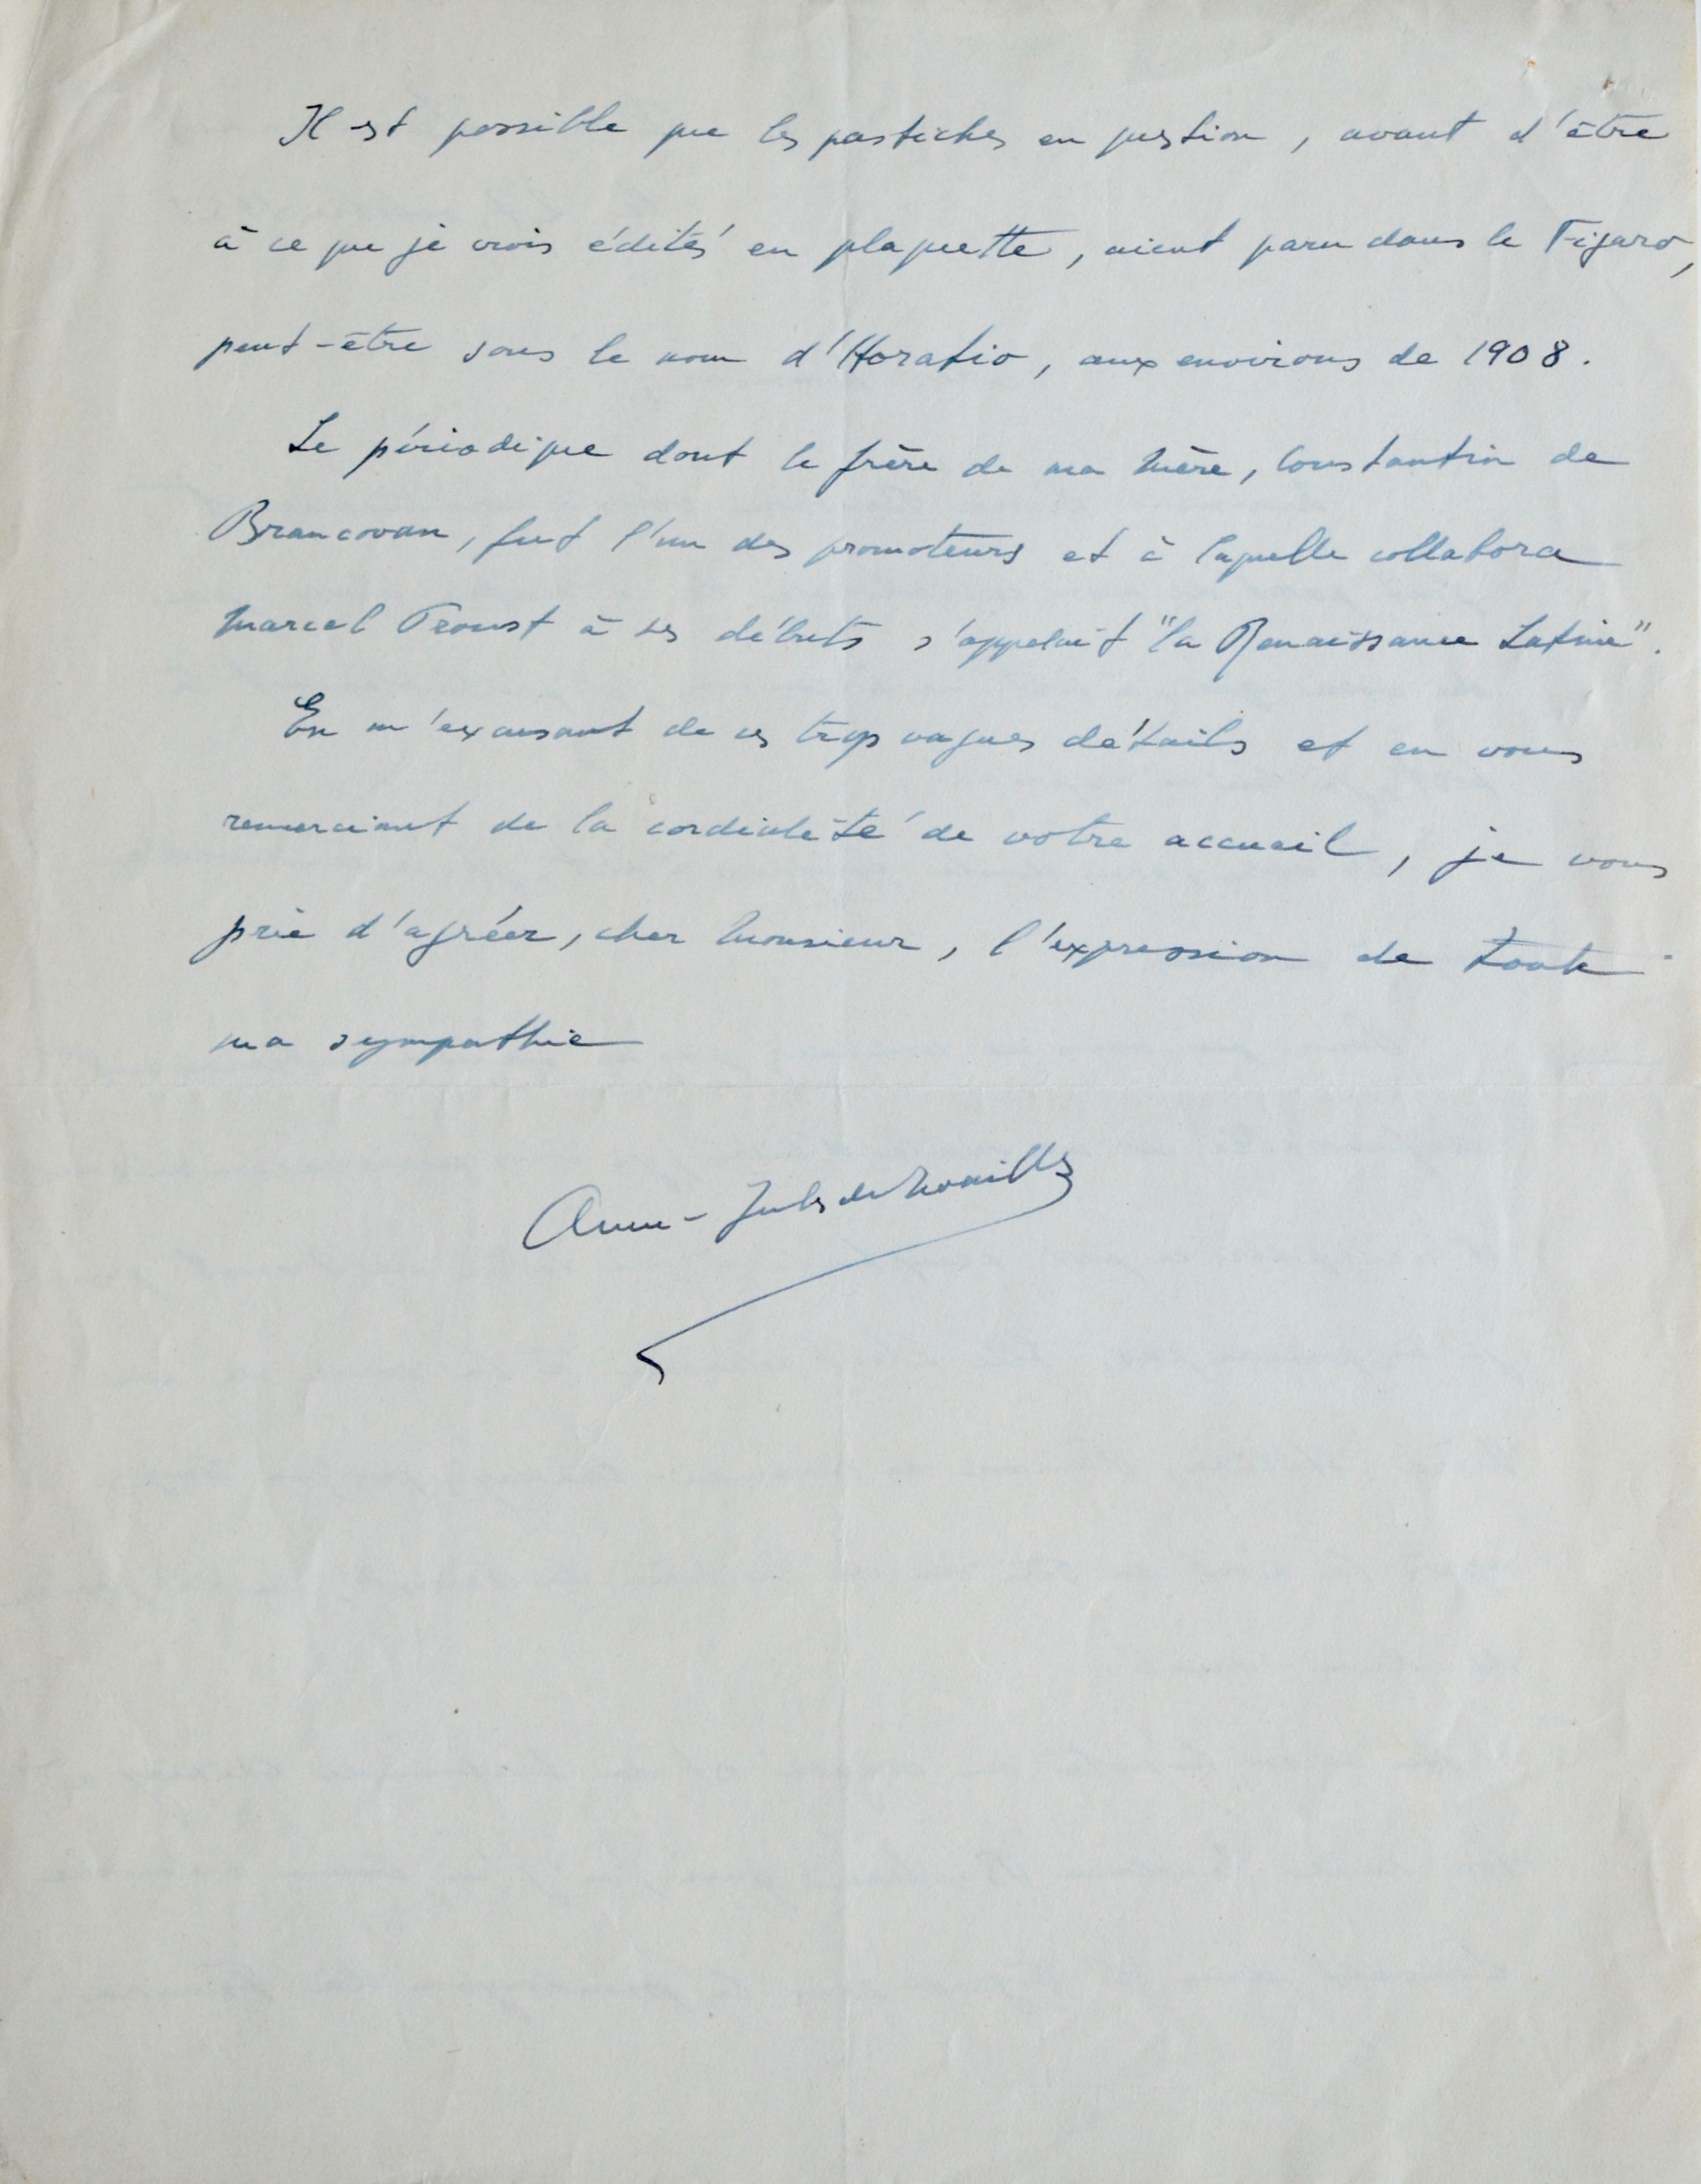 Il est possible que les pastiches en question, avant d'être
à ce que je crois édités en plaquette, aient paru dans le Figaro,
peut-être sous le nom d'Horatio, aux environs de 1908.
Le périodique dont le frère de ma mère, Constantin de
Brancovan, fut l'un des promoteurs et à laquelle collabora
Marcel Proust à ses débuts s'appelait "la Renaissance Latine".
En m'excusant de ces trop vagues détails et en vous
remerciant de la cordialité de votre accueil, je vous
prie d'agréer, cher Monsieur, l'expression de toute
ma sympathie
Anne-Jules de Noailles